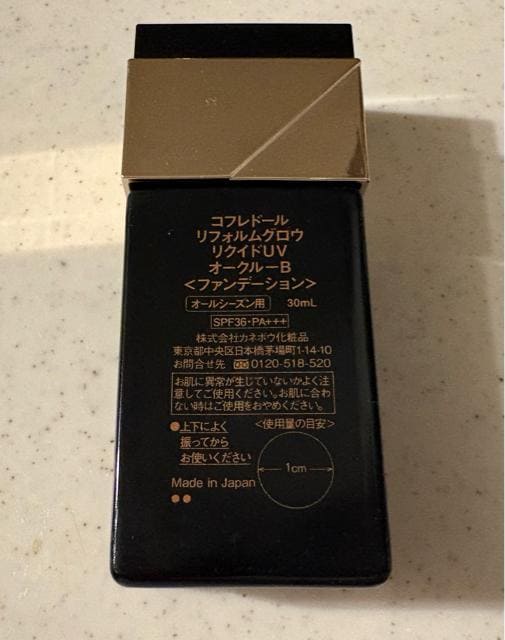 コフレドール
リフォルムグロウ
リクイドUV
オークルーB
<ファンデーション>
オールシーズン用 30mL
SPF36・PA+++
株式会社カネボウ化粧品
東京都中央区日本橋茅場町1-14-10
お問合せ先 0120-518-520
お肌に異常が生じていないかよく注
意してご使用ください。お肌に合わ
ない時はご使用をおやめください。
●上下によく
振ってから
お使いください
<使用量の目安>
1cm
Made in Japan